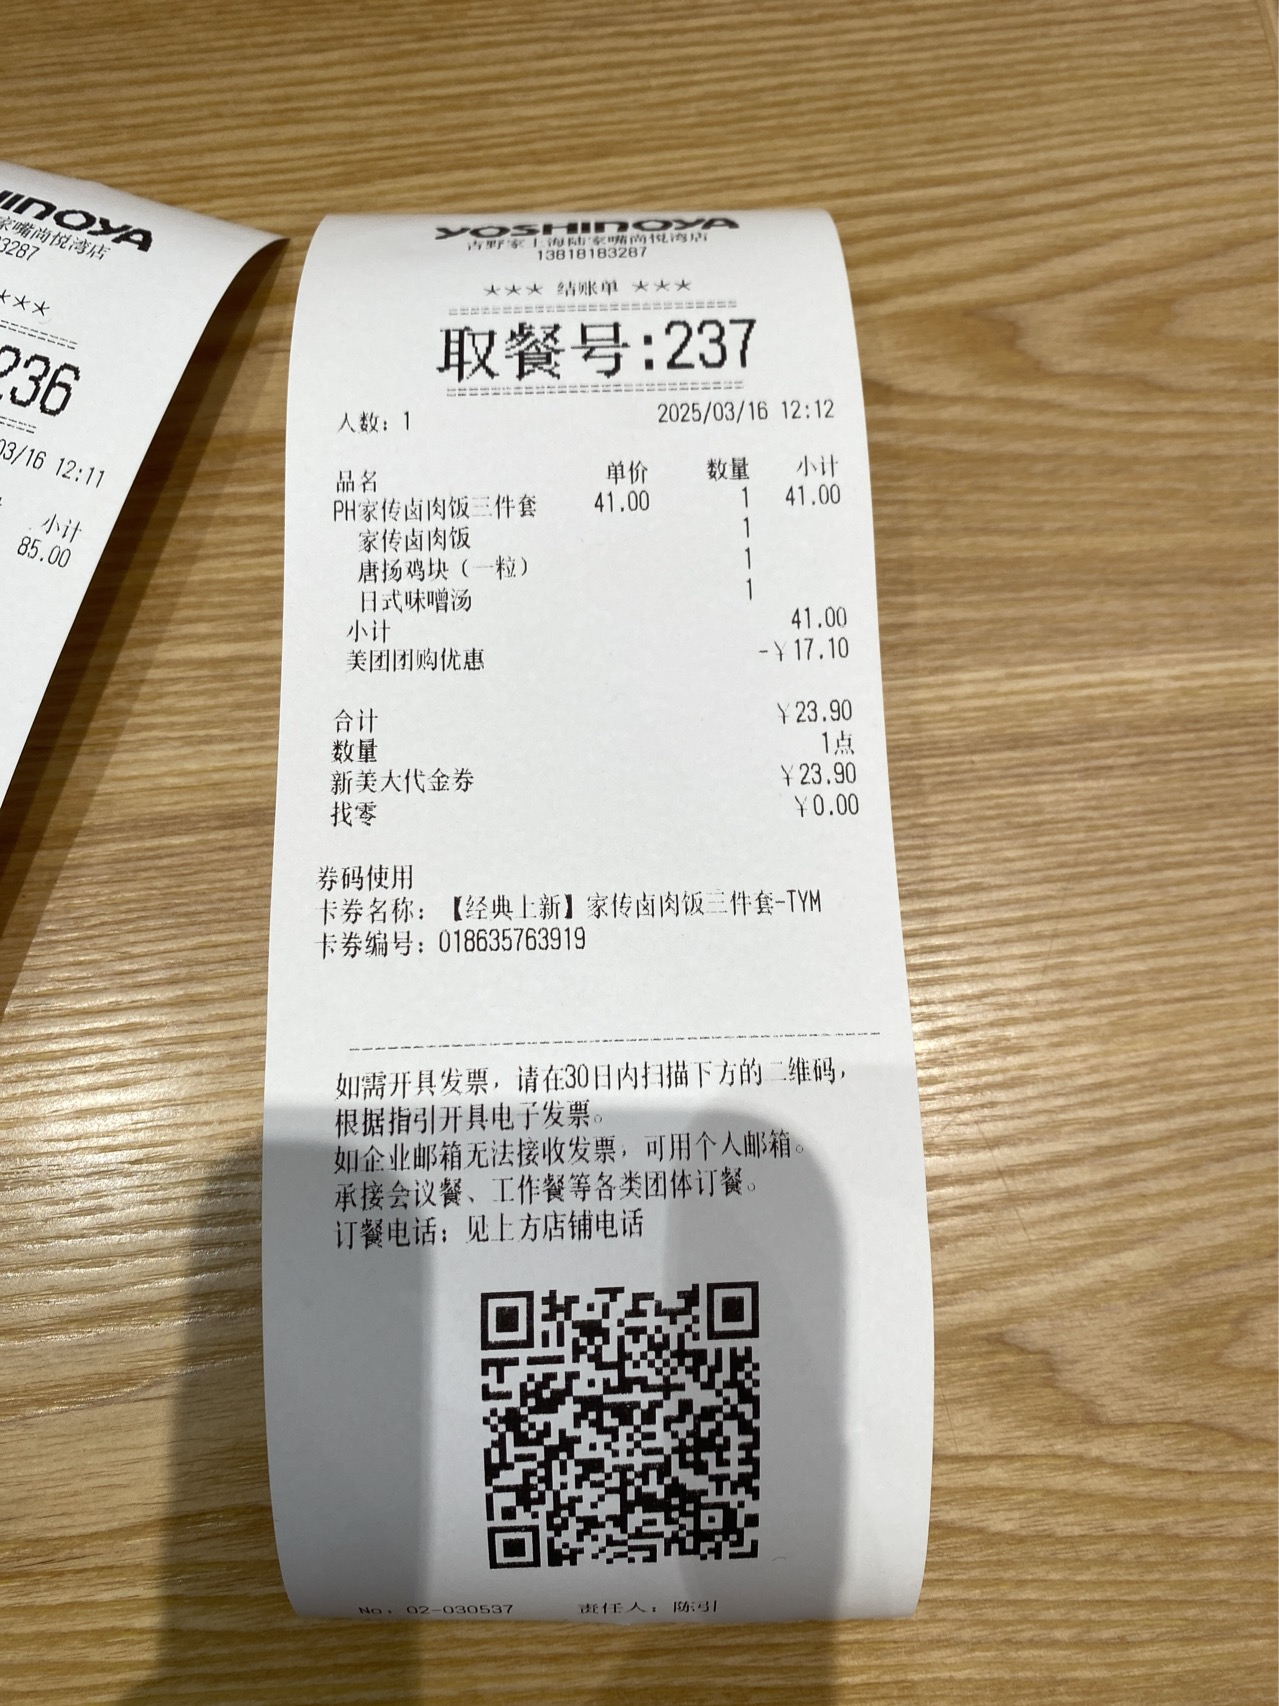 INOYA
家嘴尚悦湾店
3287
***
236
03/16 12:11
小计
85.00
YOSHINOYA
吉野家上海陆家嘴尚悦湾店
13818183287
*** 结账单 ***
取餐号:237
人数: 1 2025/03/16 12:12
品名 单价 数量 小计
PH家传卤肉饭三件套 41.00 1 41.00
家传卤肉饭 1
唐扬鸡块（一粒） 1
日式味噌汤 1
小计 41.00
美团团购优惠 -￥17.10
合计 ￥23.90
数量 1点
新美大代金券 ￥23.90
找零 ￥0.00
券码使用
卡券名称: 【经典上新】家传卤肉饭三件套-TYM
卡券编号: 018635763919
如需开具发票，请在30日内扫描下方的二维码，
根据指引开具电子发票。
如企业邮箱无法接收发票，可用个人邮箱。
承接会议餐、工作餐等各类团体订餐。
订餐电话：见上方店铺电话
No: 02-030537 责任人: 陈引